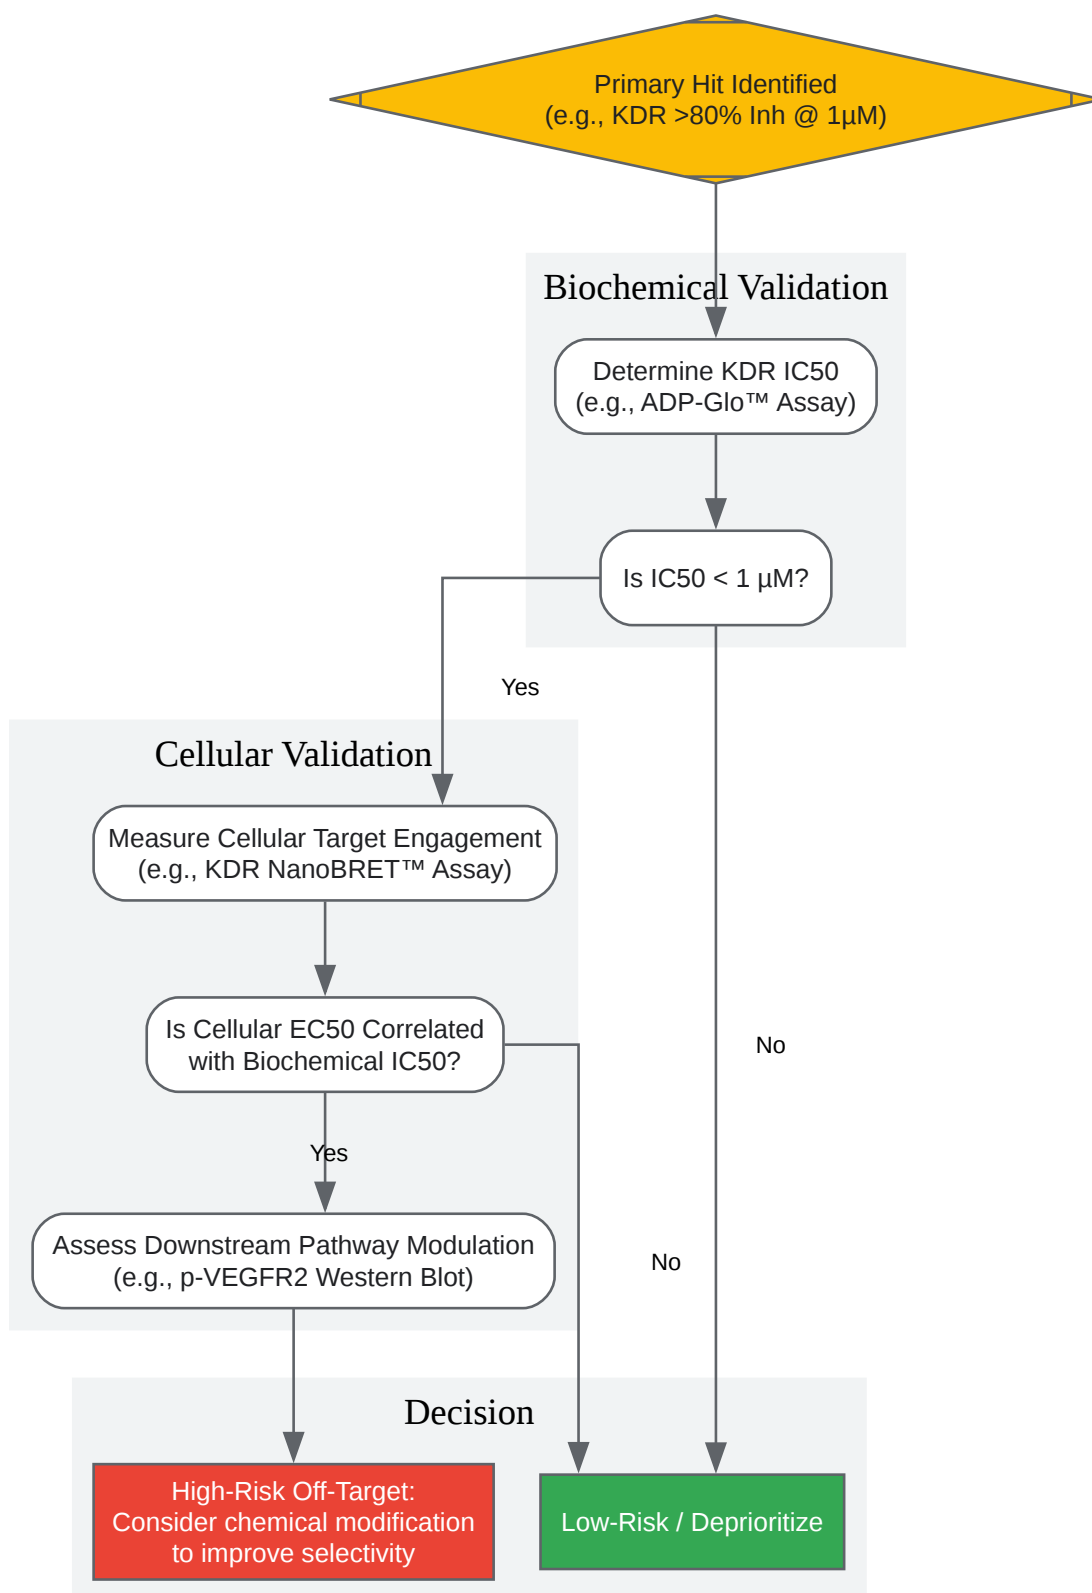 Primary Hit Identified
(e.g., KDR >80% Inh @ 1µM)
Biochemical Validation
Determine KDR IC50
(e.g., ADP-Glo™ Assay)
Is IC50 < 1 µM?
Yes
Cellular Validation
Measure Cellular Target Engagement
(e.g., KDR NanoBRET™ Assay)
Is Cellular EC50 Correlated
with Biochemical IC50?
No
Yes
Assess Downstream Pathway Modulation
(e.g., p-VEGFR2 Western Blot)
No
Decision
High-Risk Off-Target:
Consider chemical modification
to improve selectivity
Low-Risk / Deprioritize